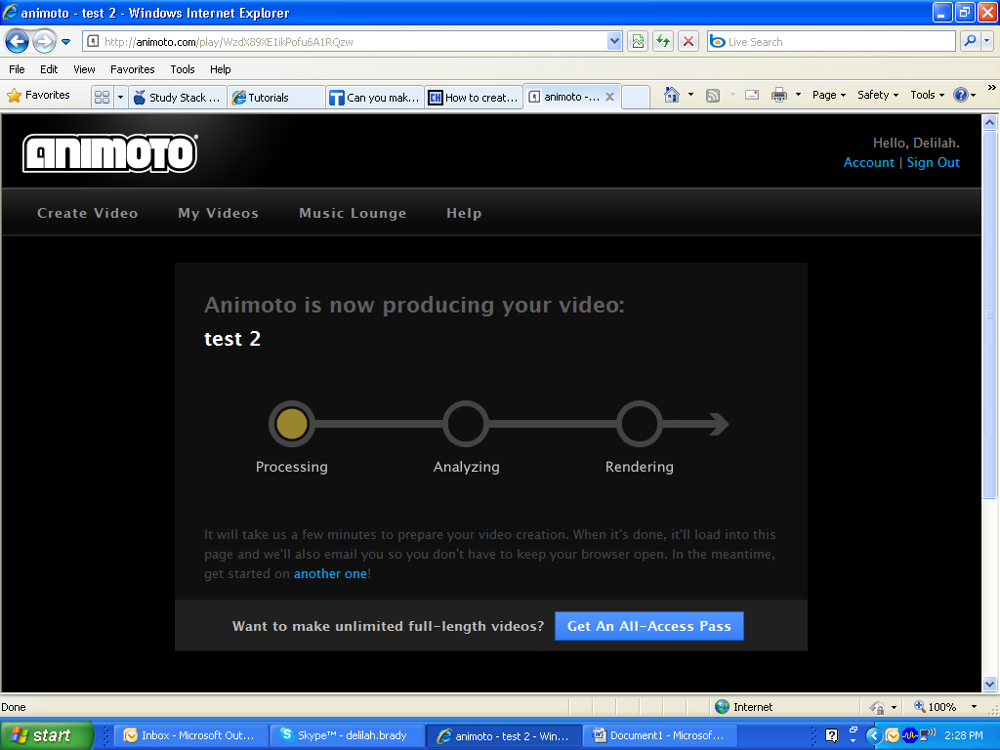 animoto - test 2 - Windows Internet Explorer
http://animoto.com/play/WzdX89XE1ikPofu6A1RQzw
Live Search
File Edit View Favorites Tools Help
Favorites
Study Stack ...
Tutorials
Can you mak...
How to creat...
animoto -...
Page
Safety
Tools
ANIMOTO
Hello, Delilah.
Account | Sign Out
Create Video My Videos Music Lounge Help
Animoto is now producing your video:
test 2
Processing Analyzing Rendering
It will take us a few minutes to prepare your video creation. When it's done, it'll load into this
page and we'll also email you so you don't have to keep your browser open. In the meantime,
get started on another one!
Want to make unlimited full-length videos? Get An All-Access Pass
Done
Internet
100%
start
Inbox - Microsoft Out...
Skype™ - delilah.brady
animoto - test 2 - Win...
Document1 - Microsof...
2:28 PM